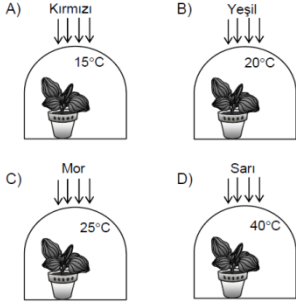 A) Kırmızı
15°C
B) Yeşil
20°C
C) Mor
25°C
D) Sarı
40°C